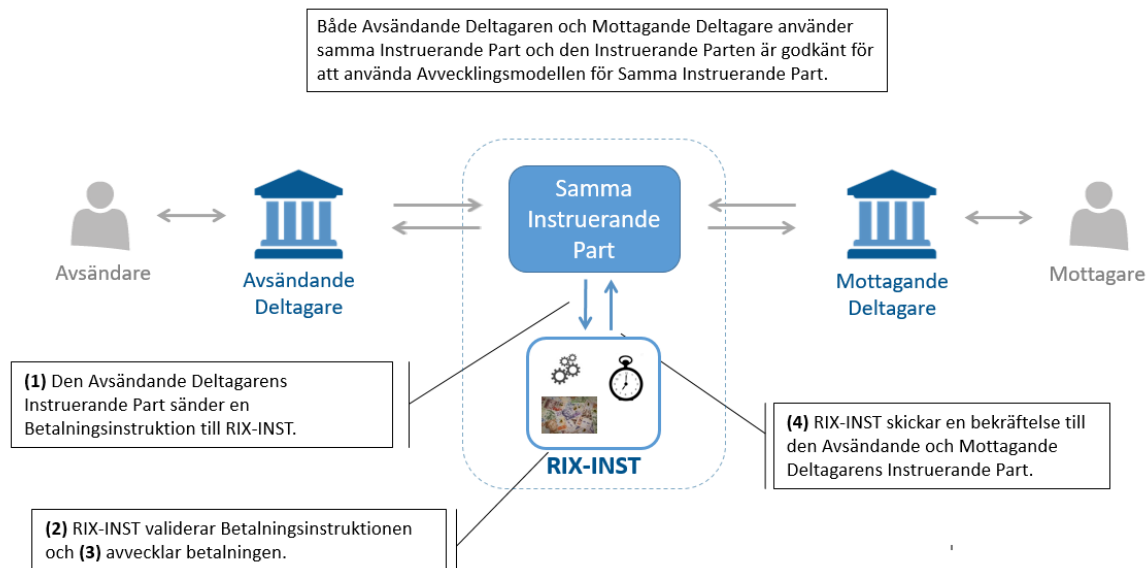 Både Avsändande Deltagaren och Mottagande Deltagare använder
samma Instruerande Part och den Instruerande Parten är godkänt för
att använda Avvecklingsmodellen för Samma Instruerande Part.
Samma
Instruerande
Part
Avsändare
Avsändande
Deltagare
Mottagande
Deltagare
Mottagare
(1) Den Avsändande Deltagarens
Instruerande Part sänder en
Betalningsinstruktion till RIX-INST.
RIX-INST
(4) RIX-INST skickar en bekräftelse till
den Avsändande och Mottagande
Deltagarens Instruerande Part.
(2) RIX-INST validerar Betalningsinstruktionen
och (3) avvecklar betalningen.